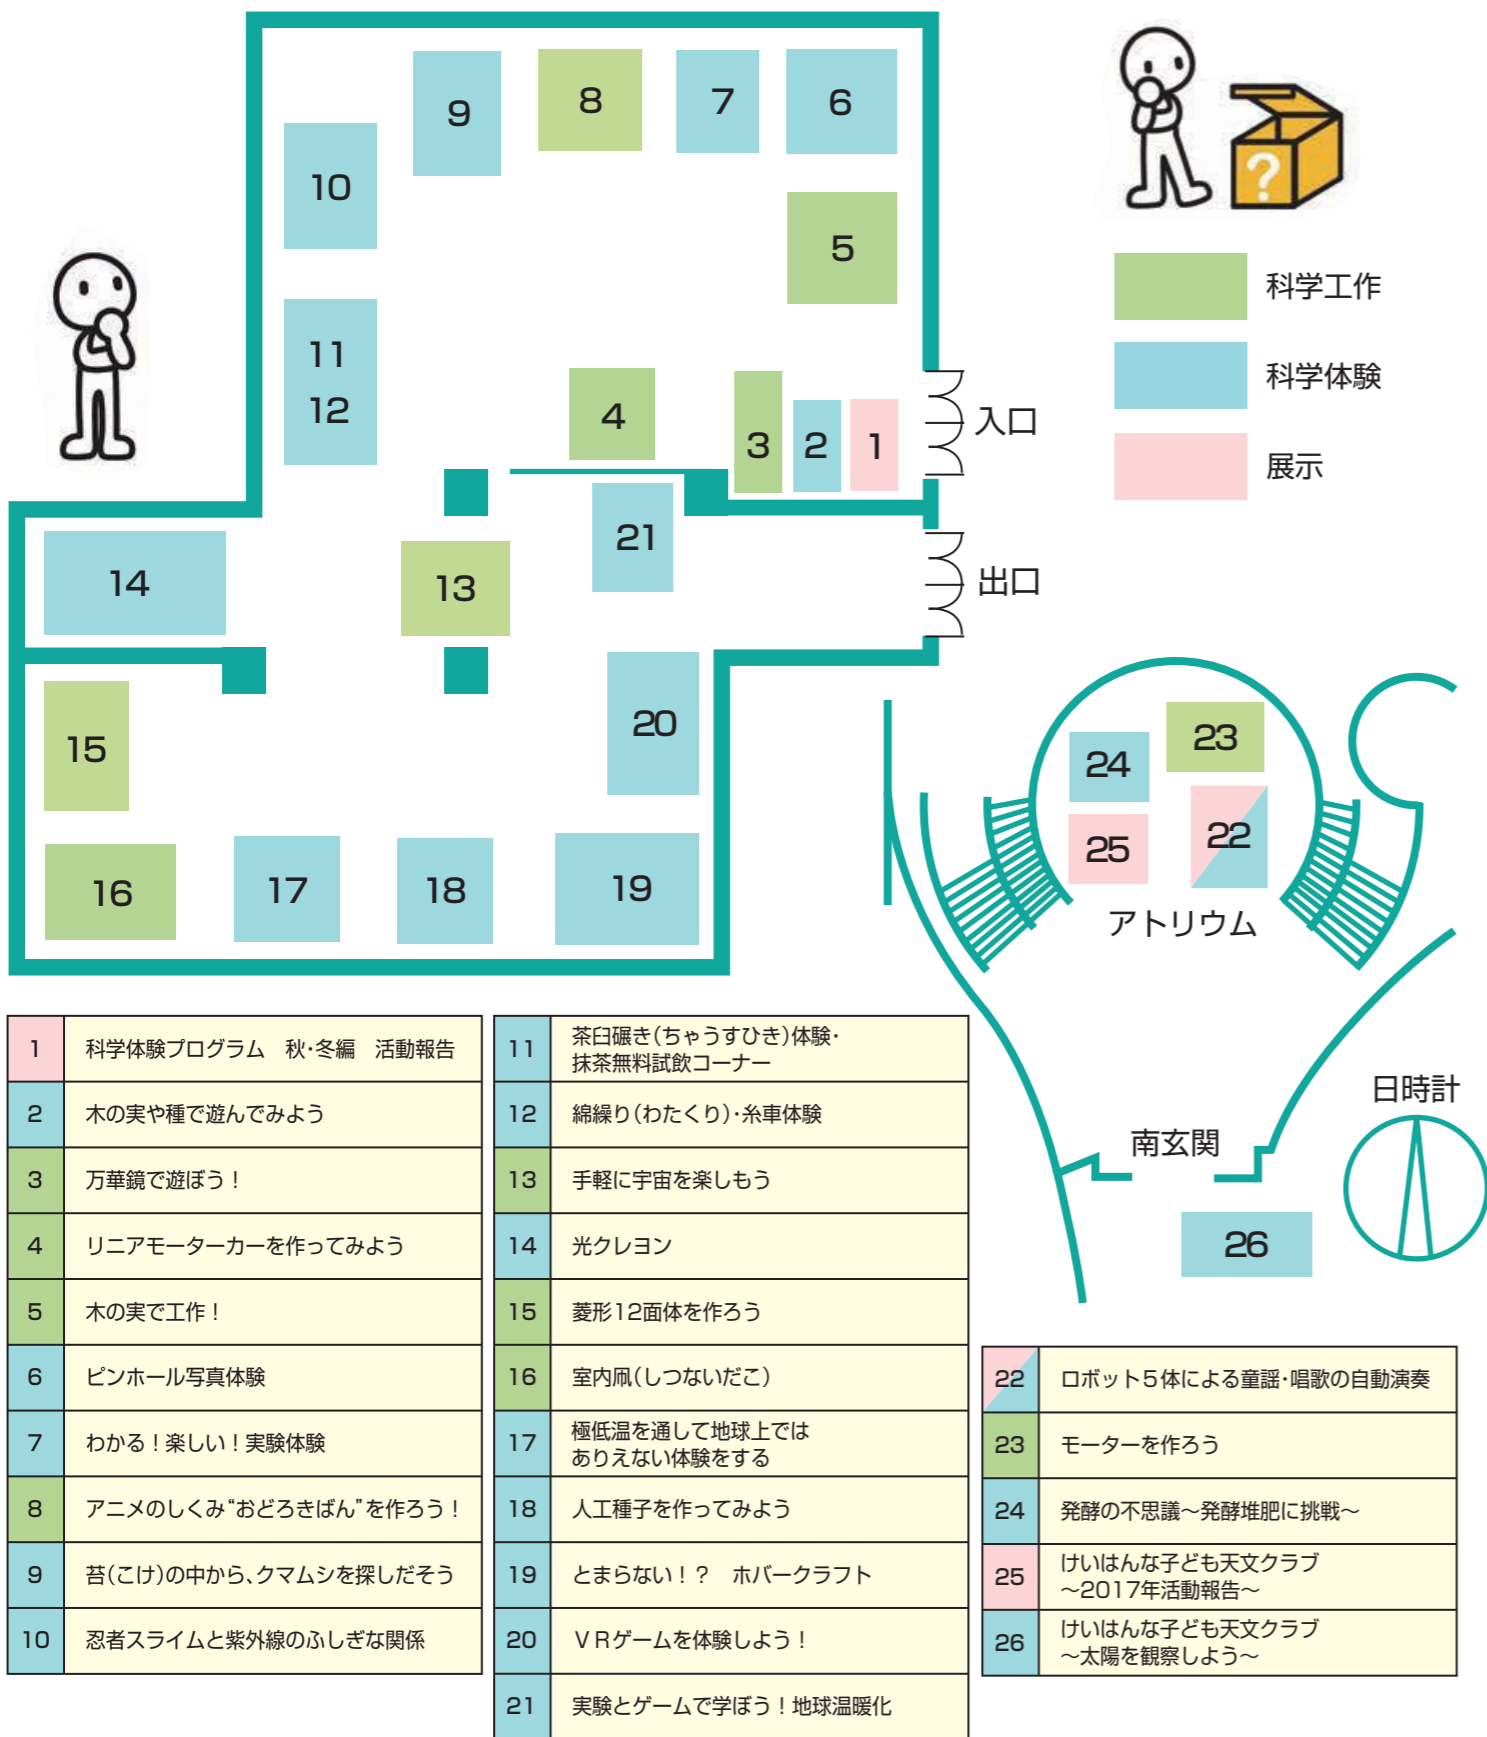 9
8
7
6
10
5
11
12
4
3
2
1
入口
21
14
13
出口
15
20
16
17
18
19
?
科学工作
科学体験
展示
24
23
25
22
アトリウム
南玄関
日時計
26
1 科学体験プログラム　秋・冬編　活動報告
2 木の実や種で遊んでみよう
3 万華鏡で遊ぼう！
4 リニアモーターカーを作ってみよう
5 木の実で工作！
6 ピンホール写真体験
7 わかる！楽しい！実験体験
8 アニメのしくみ“おどろきばん”を作ろう！
9 苔(こけ)の中から、クマムシを探しだそう
10 忍者スライムと紫外線のふしぎな関係
11 茶臼碾き(ちゃうすひき)体験・
抹茶無料試飲コーナー
12 綿繰り(わたくり)・糸車体験
13 手軽に宇宙を楽しもう
14 光クレヨン
15 菱形12面体を作ろう
16 室内凧(しつないだこ)
17 極低温を通して地球上では
ありえない体験をする
18 人工種子を作ってみよう
19 とまらない！？　ホバークラフト
20 ＶＲゲームを体験しよう！
21 実験とゲームで学ぼう！地球温暖化
22 ロボット５体による童謡・唱歌の自動演奏
23 モーターを作ろう
24 発酵の不思議～発酵堆肥に挑戦～
25 けいはんな子ども天文クラブ
～2017年活動報告～
26 けいはんな子ども天文クラブ
～太陽を観察しよう～